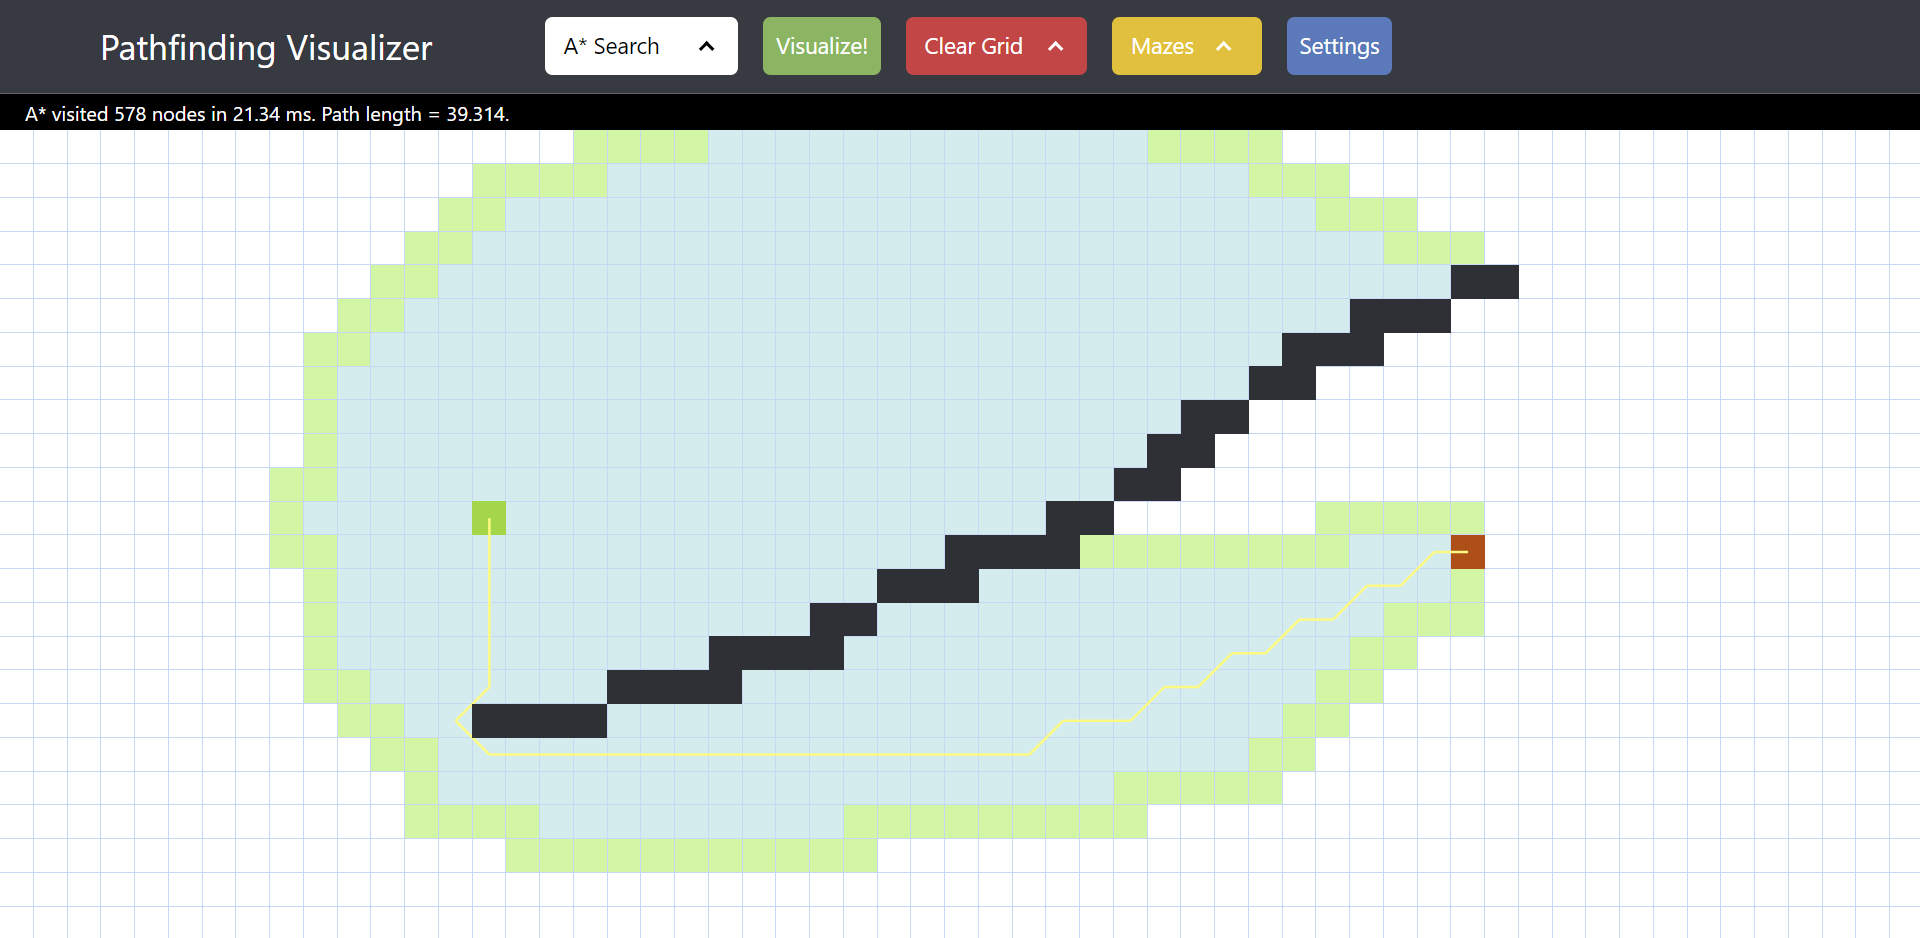 Pathfinding Visualizer
A* Search
Visualize!
Clear Grid
Mazes
Settings
A* visited 578 nodes in 21.34 ms. Path length = 39.314.